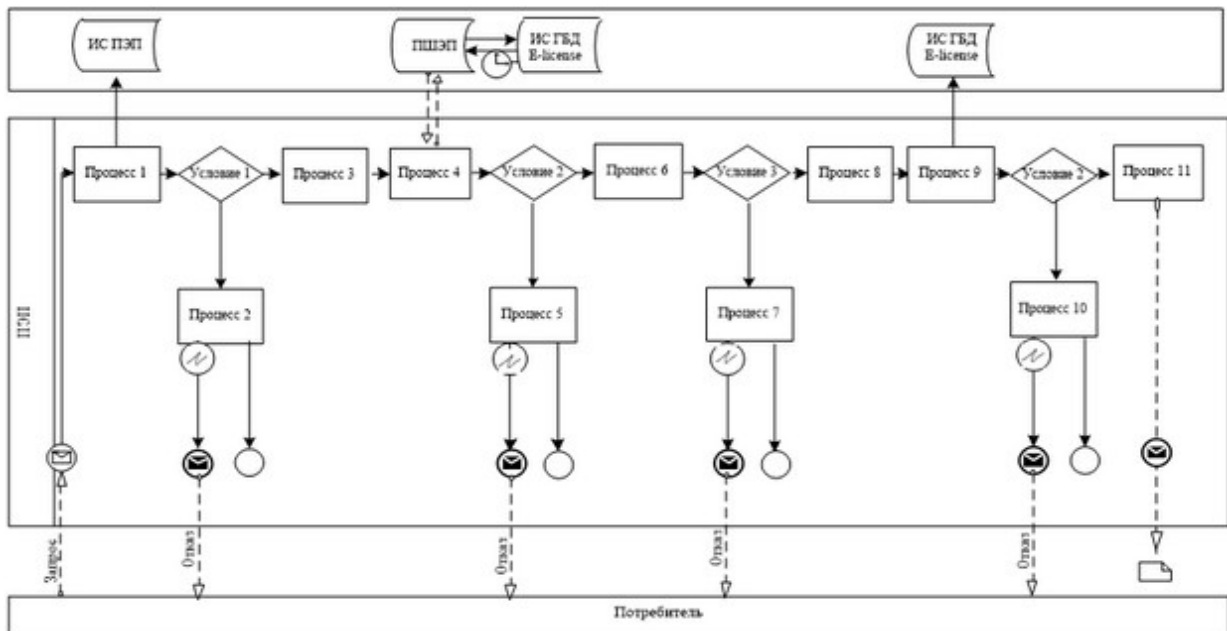 ИС ПЭП
ПШЭП
ИС ГБД
E-license
ИС ГБД
E-license
Процесс 1
Условие 1
Процесс 3
Процесс 4
Условие 2
Процесс 6
Условие 3
Процесс 8
Процесс 9
Условие 2
Процесс 11
Процесс 2
Процесс 5
Процесс 7
Процесс 10
Запрос
Отказ
Отказ
Отказ
Отказ
Потребитель